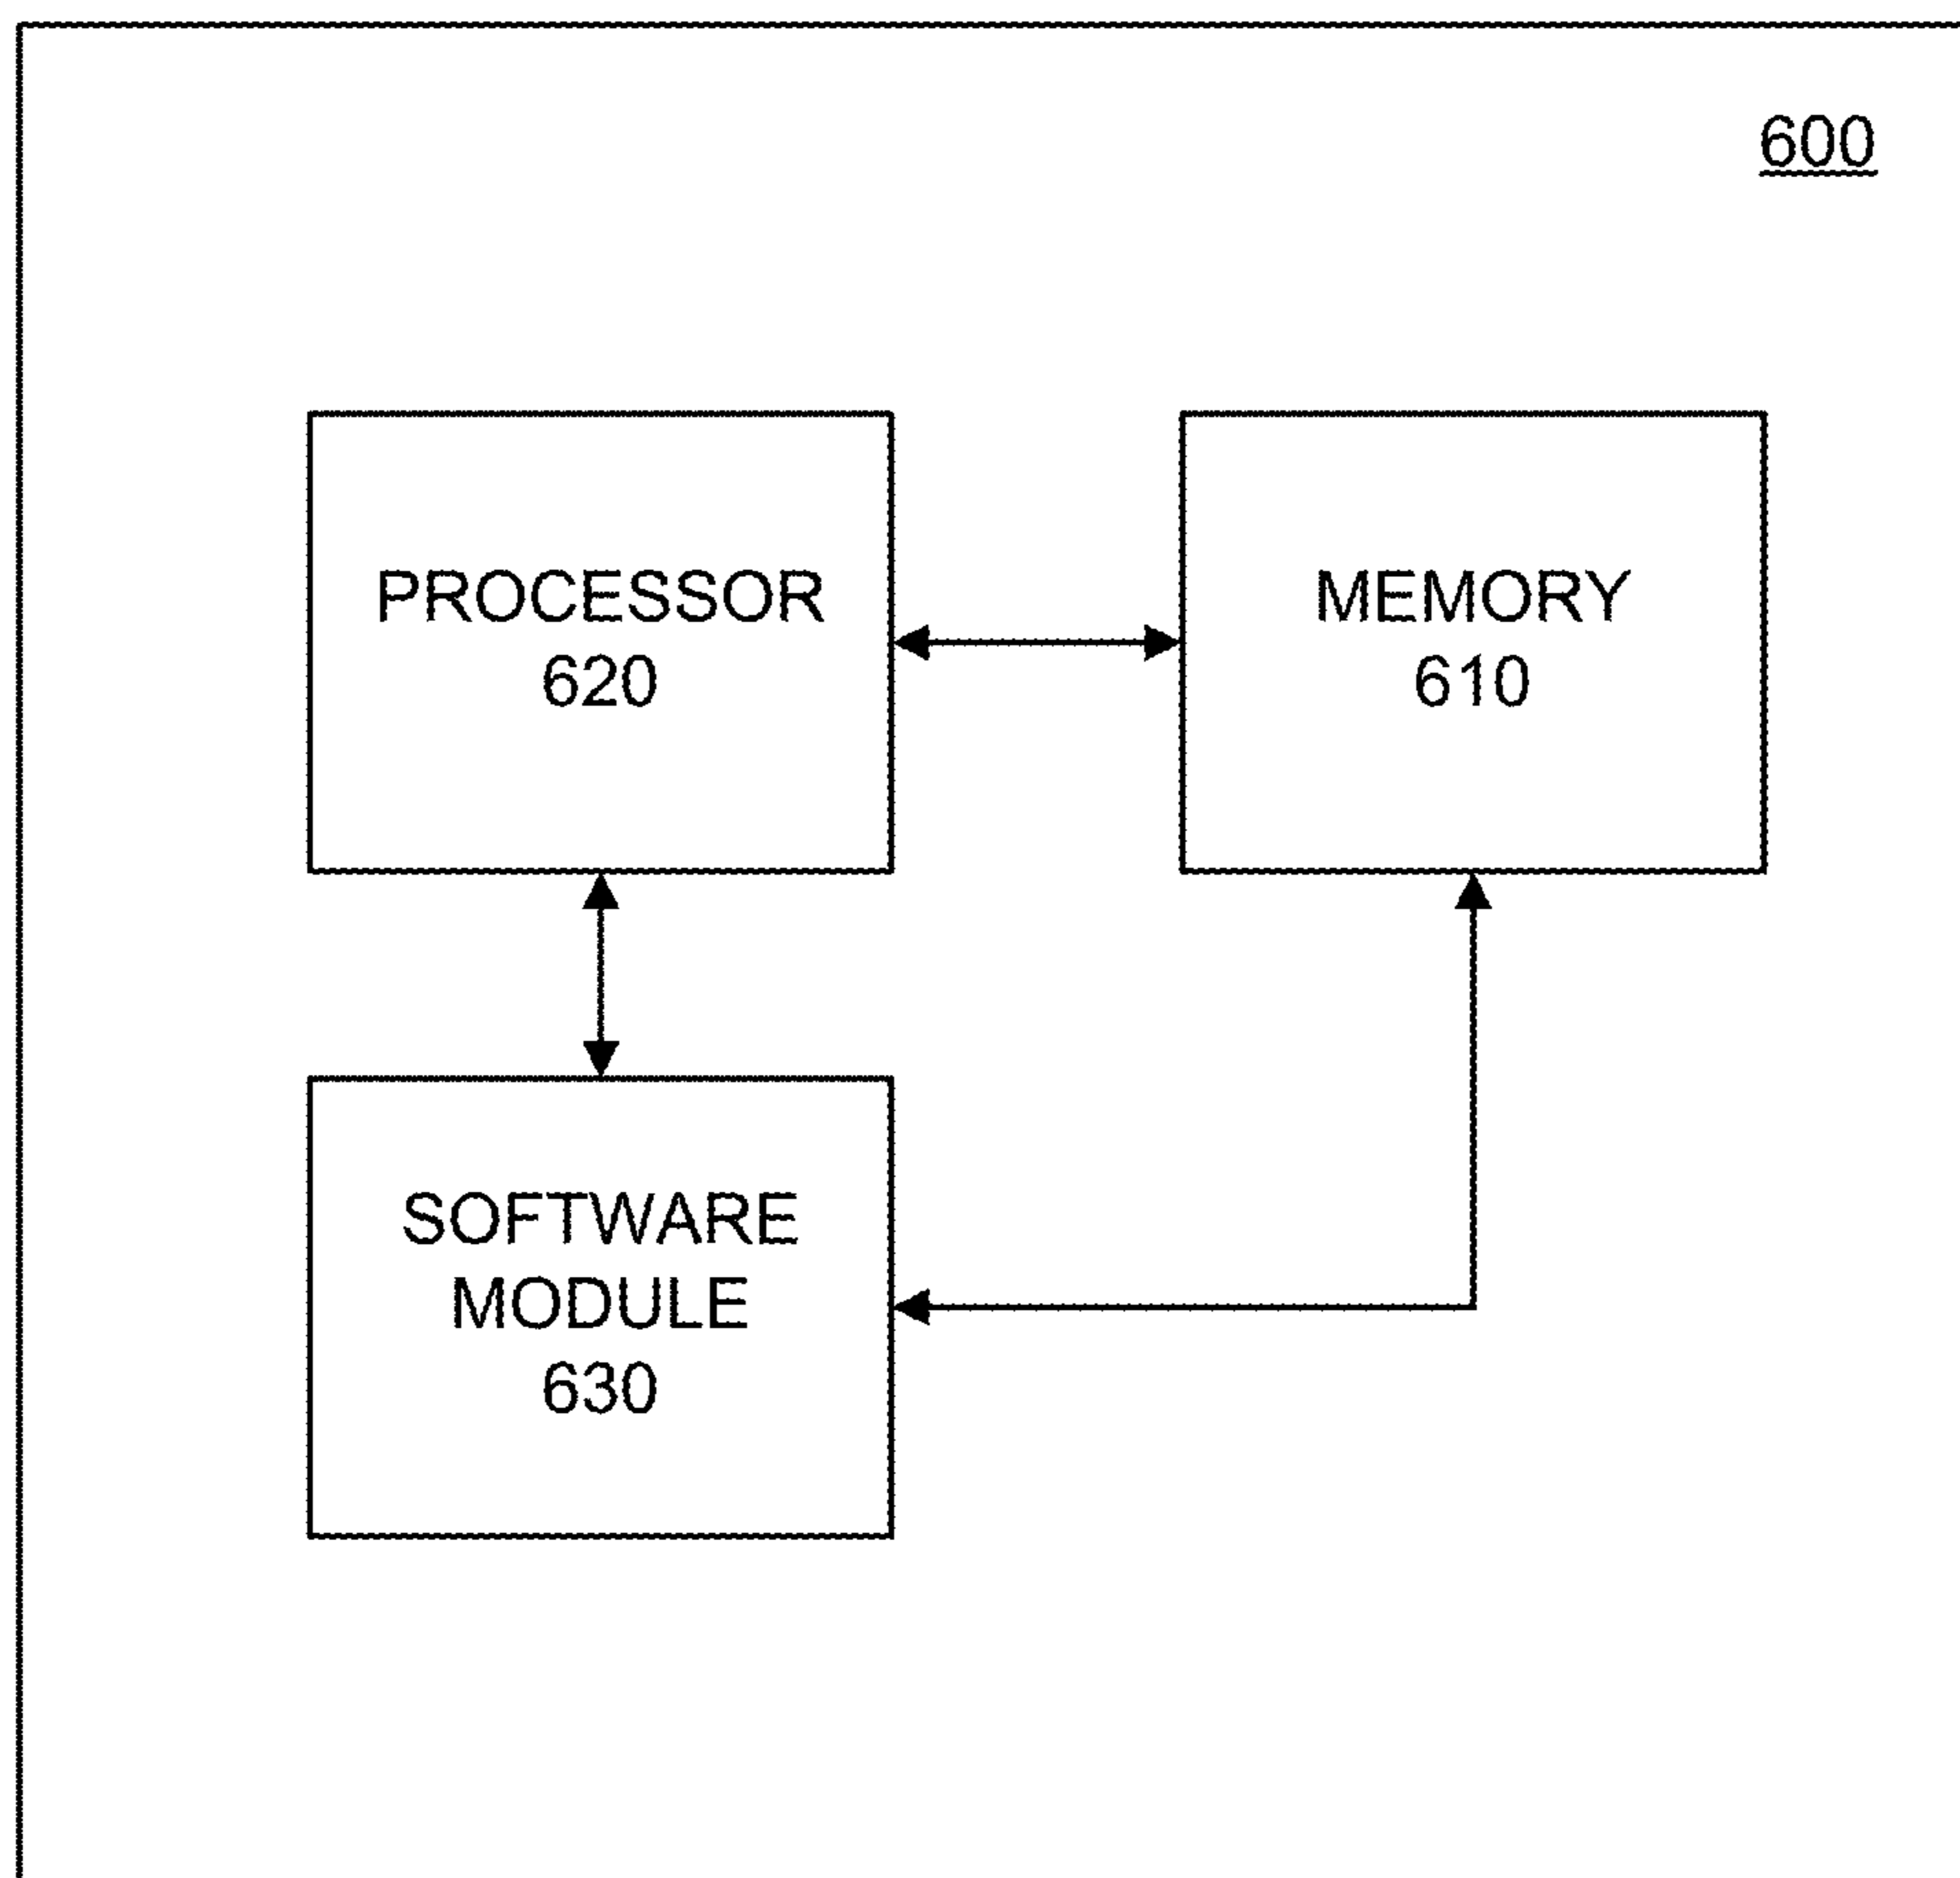 600
PROCESSOR
620
MEMORY
610
SOFTWARE
MODULE
630